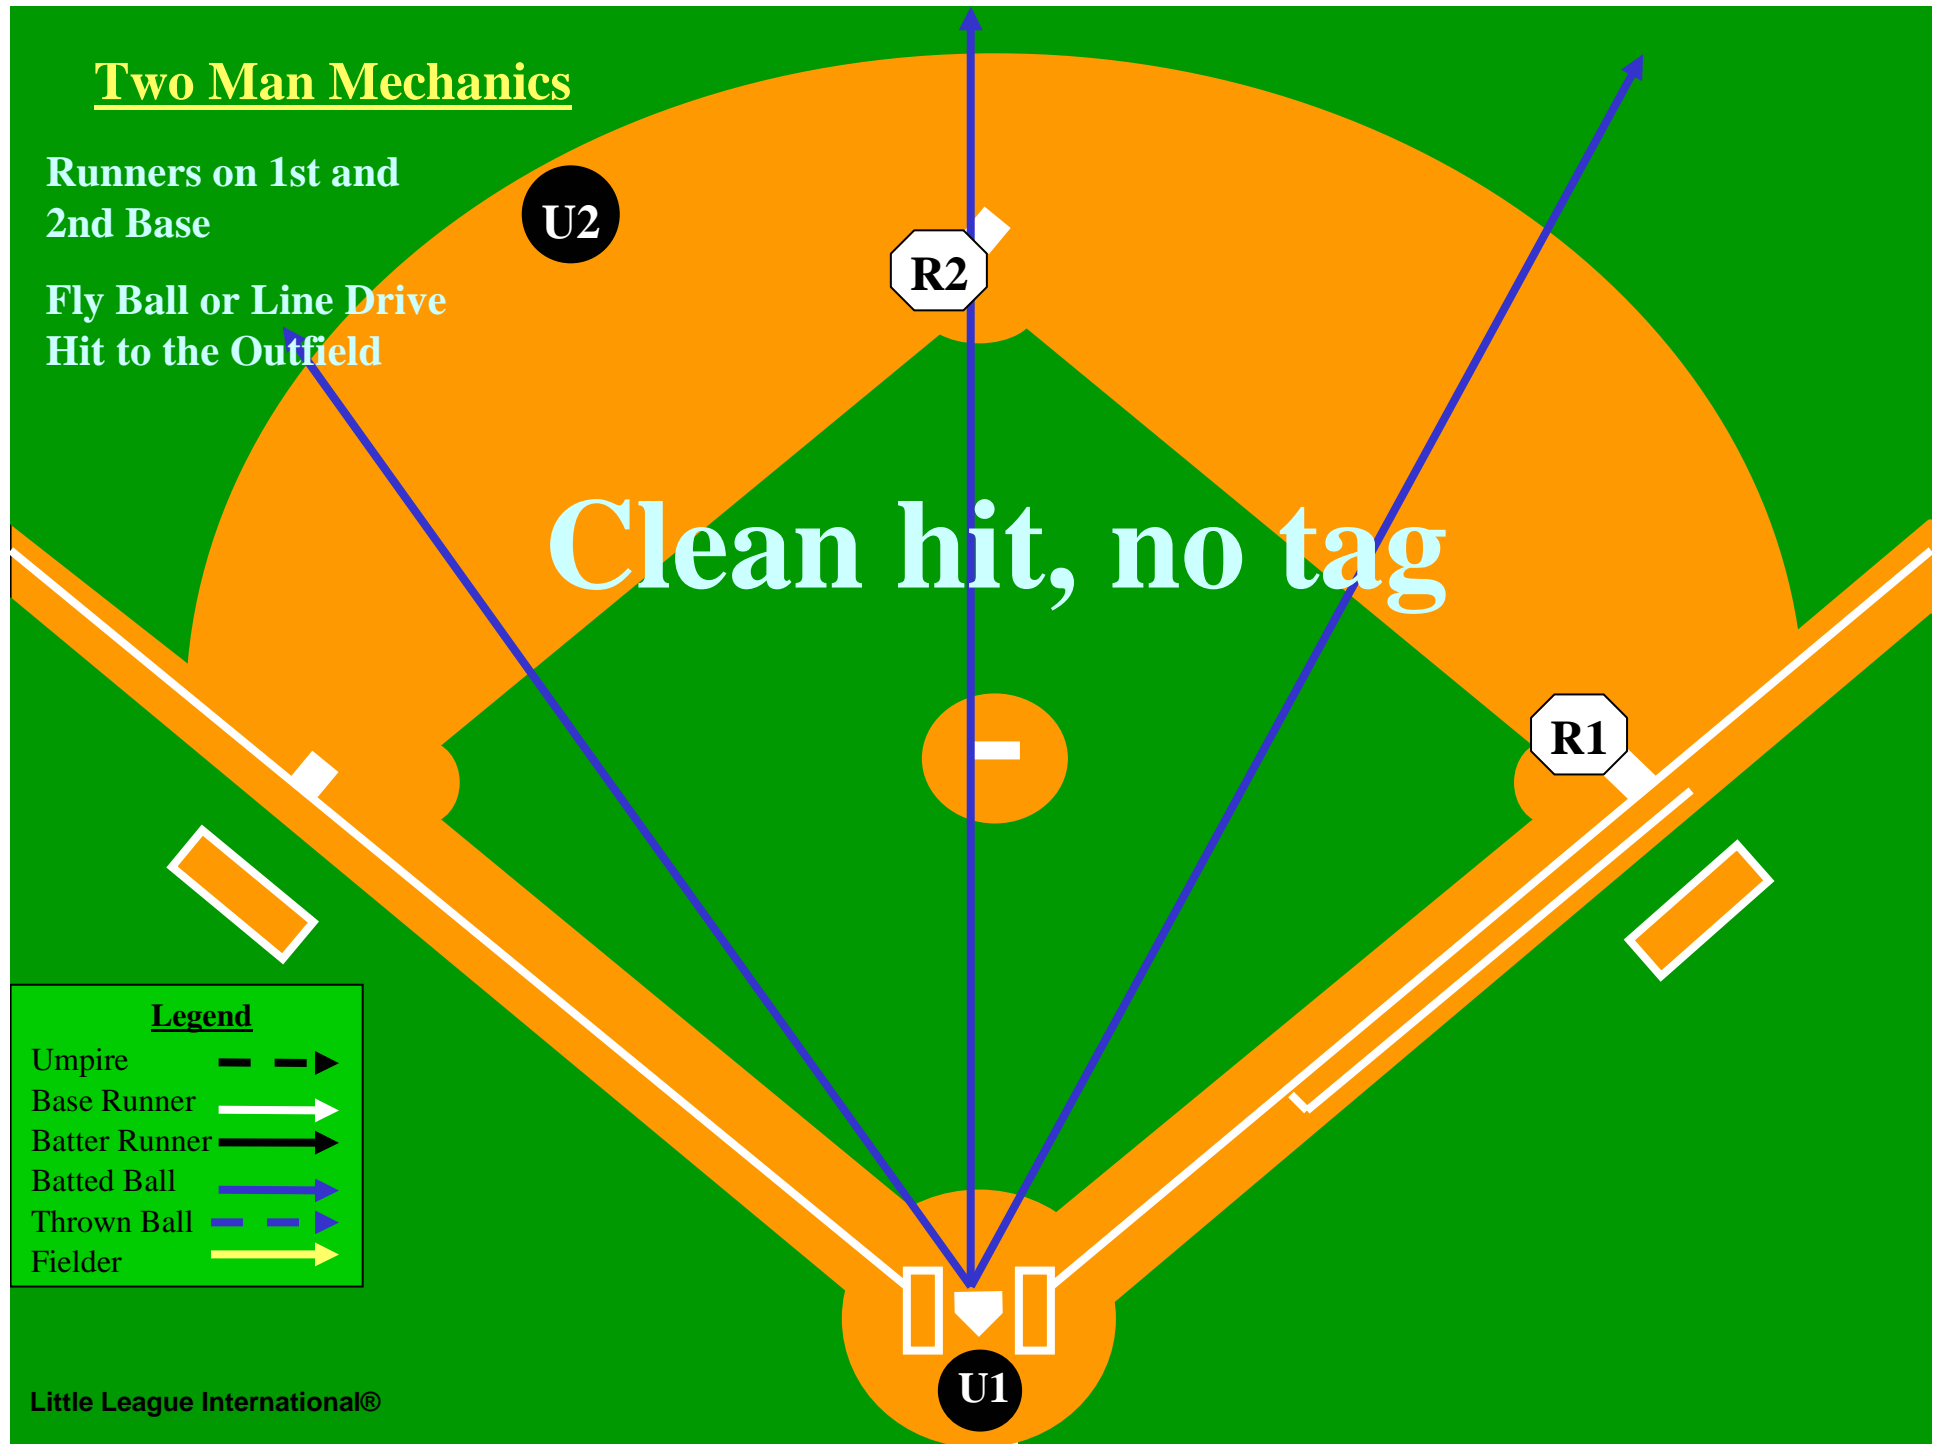 Two Man Mechanics
Runners on 1st and
2nd Base
Fly Ball or Line Drive
Hit to the Outfield
U2
R2
Clean hit, no tag
R1
Legend
Umpire
Base Runner
Batter Runner
Batted Ball
Thrown Ball
Fielder
U1
Little League International®